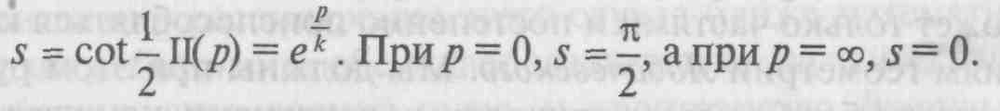 s = cot 1/2 П(p) = e^(p/k). При p = 0, s = π/2, а при p = ∞, s = 0.